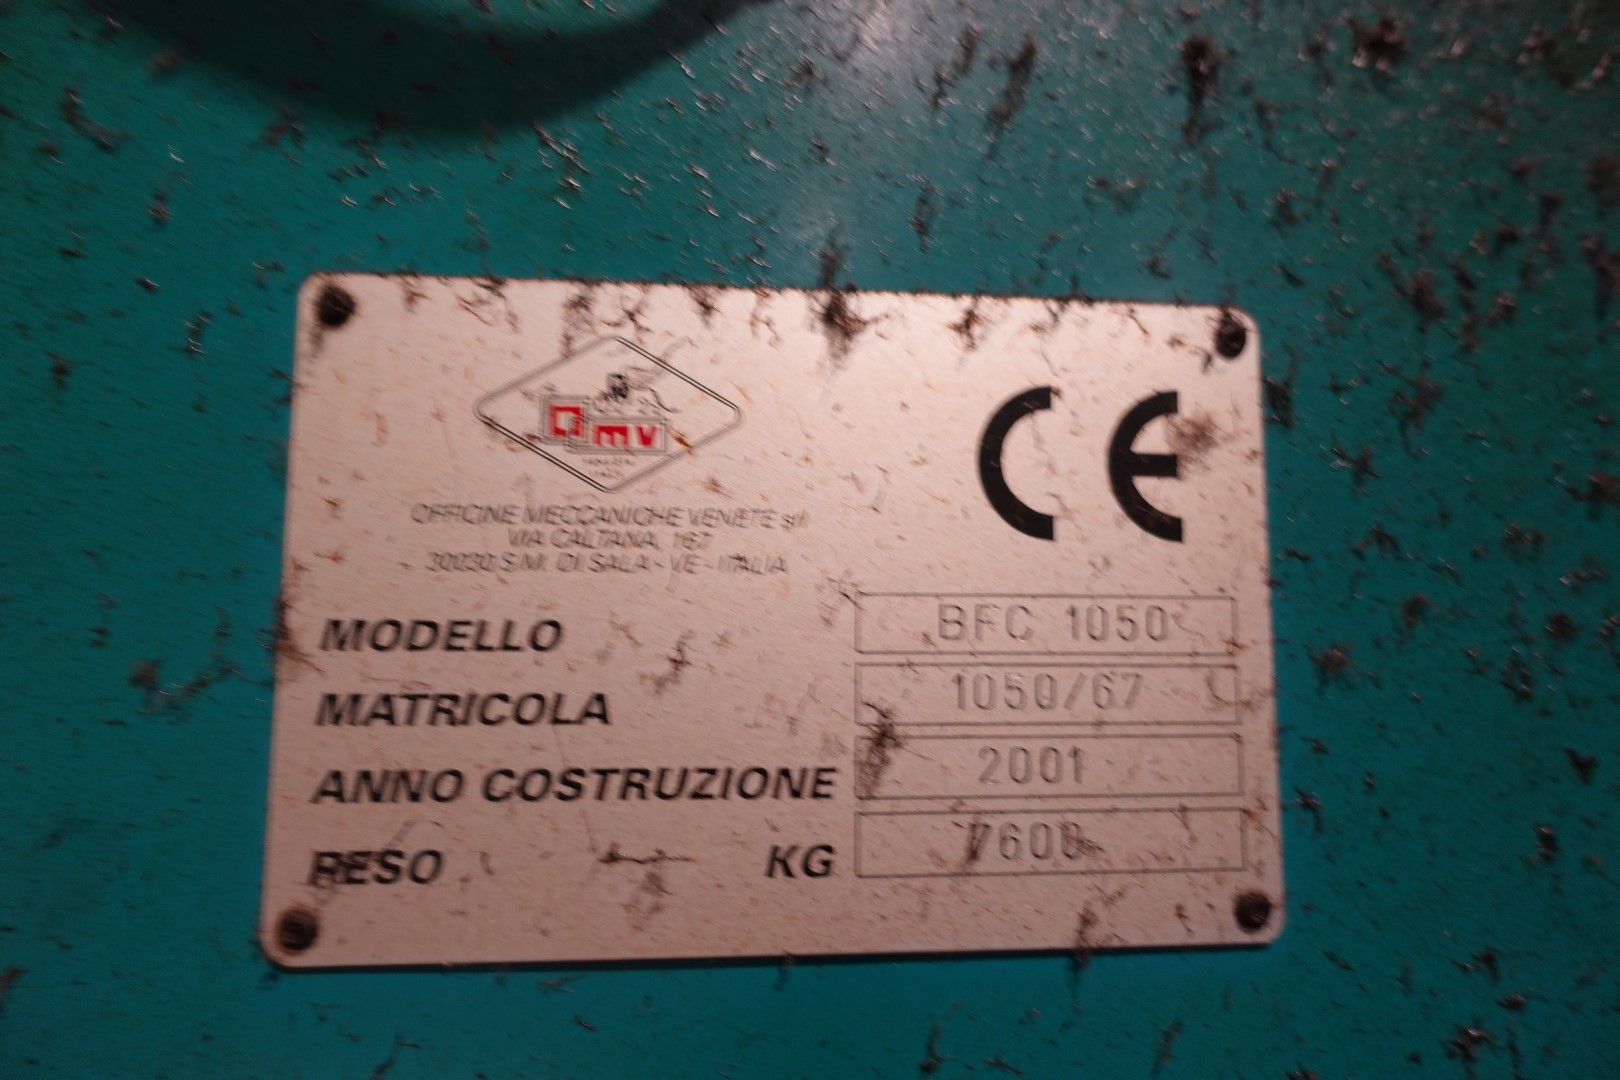 omv
OFFICINE MECCANICHE VENETE srl
VIA CALTANA, 167
30030 S.M. DI SALA - VE - ITALIA
CE
MODELLO BFC 1050
MATRICOLA 1050/67
ANNO COSTRUZIONE 2001
PESO KG 7600